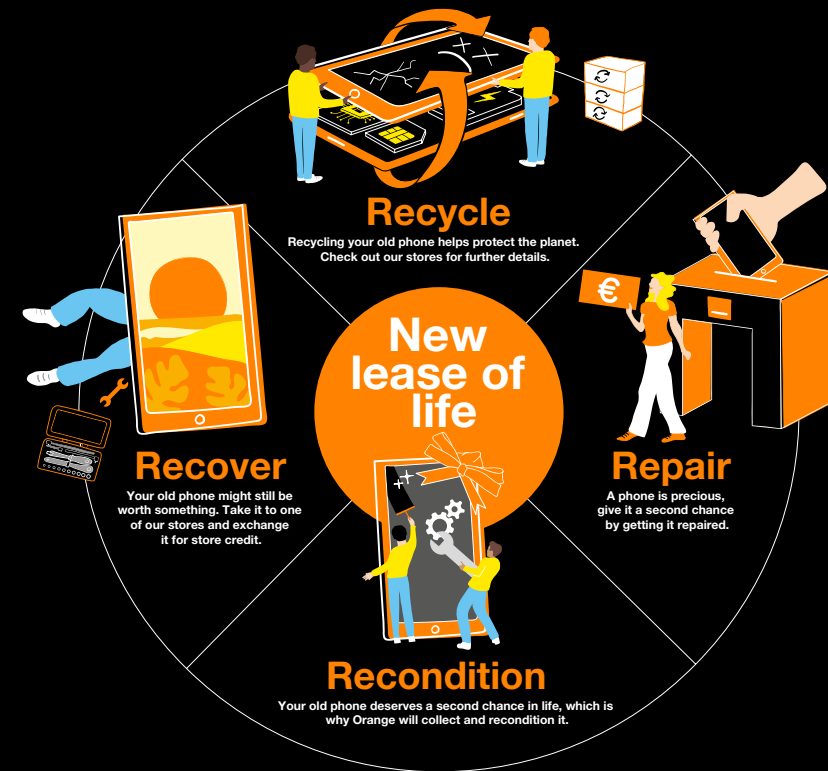 Recycle
Recycling your old phone helps protect the planet.
Check out our stores for further details.
€
New
lease of
life
Recover
Your old phone might still be
worth something. Take it to one
of our stores and exchange
it for store credit.
Repair
A phone is precious,
give it a second chance
by getting it repaired.
Recondition
Your old phone deserves a second chance in life, which is
why Orange will collect and recondition it.